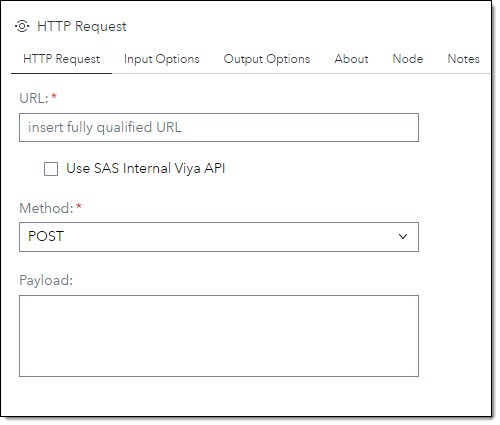 HTTP Request
HTTP Request Input Options Output Options About Node Notes
URL: *
insert fully qualified URL
Use SAS Internal Viya API
Method: *
POST
Payload: